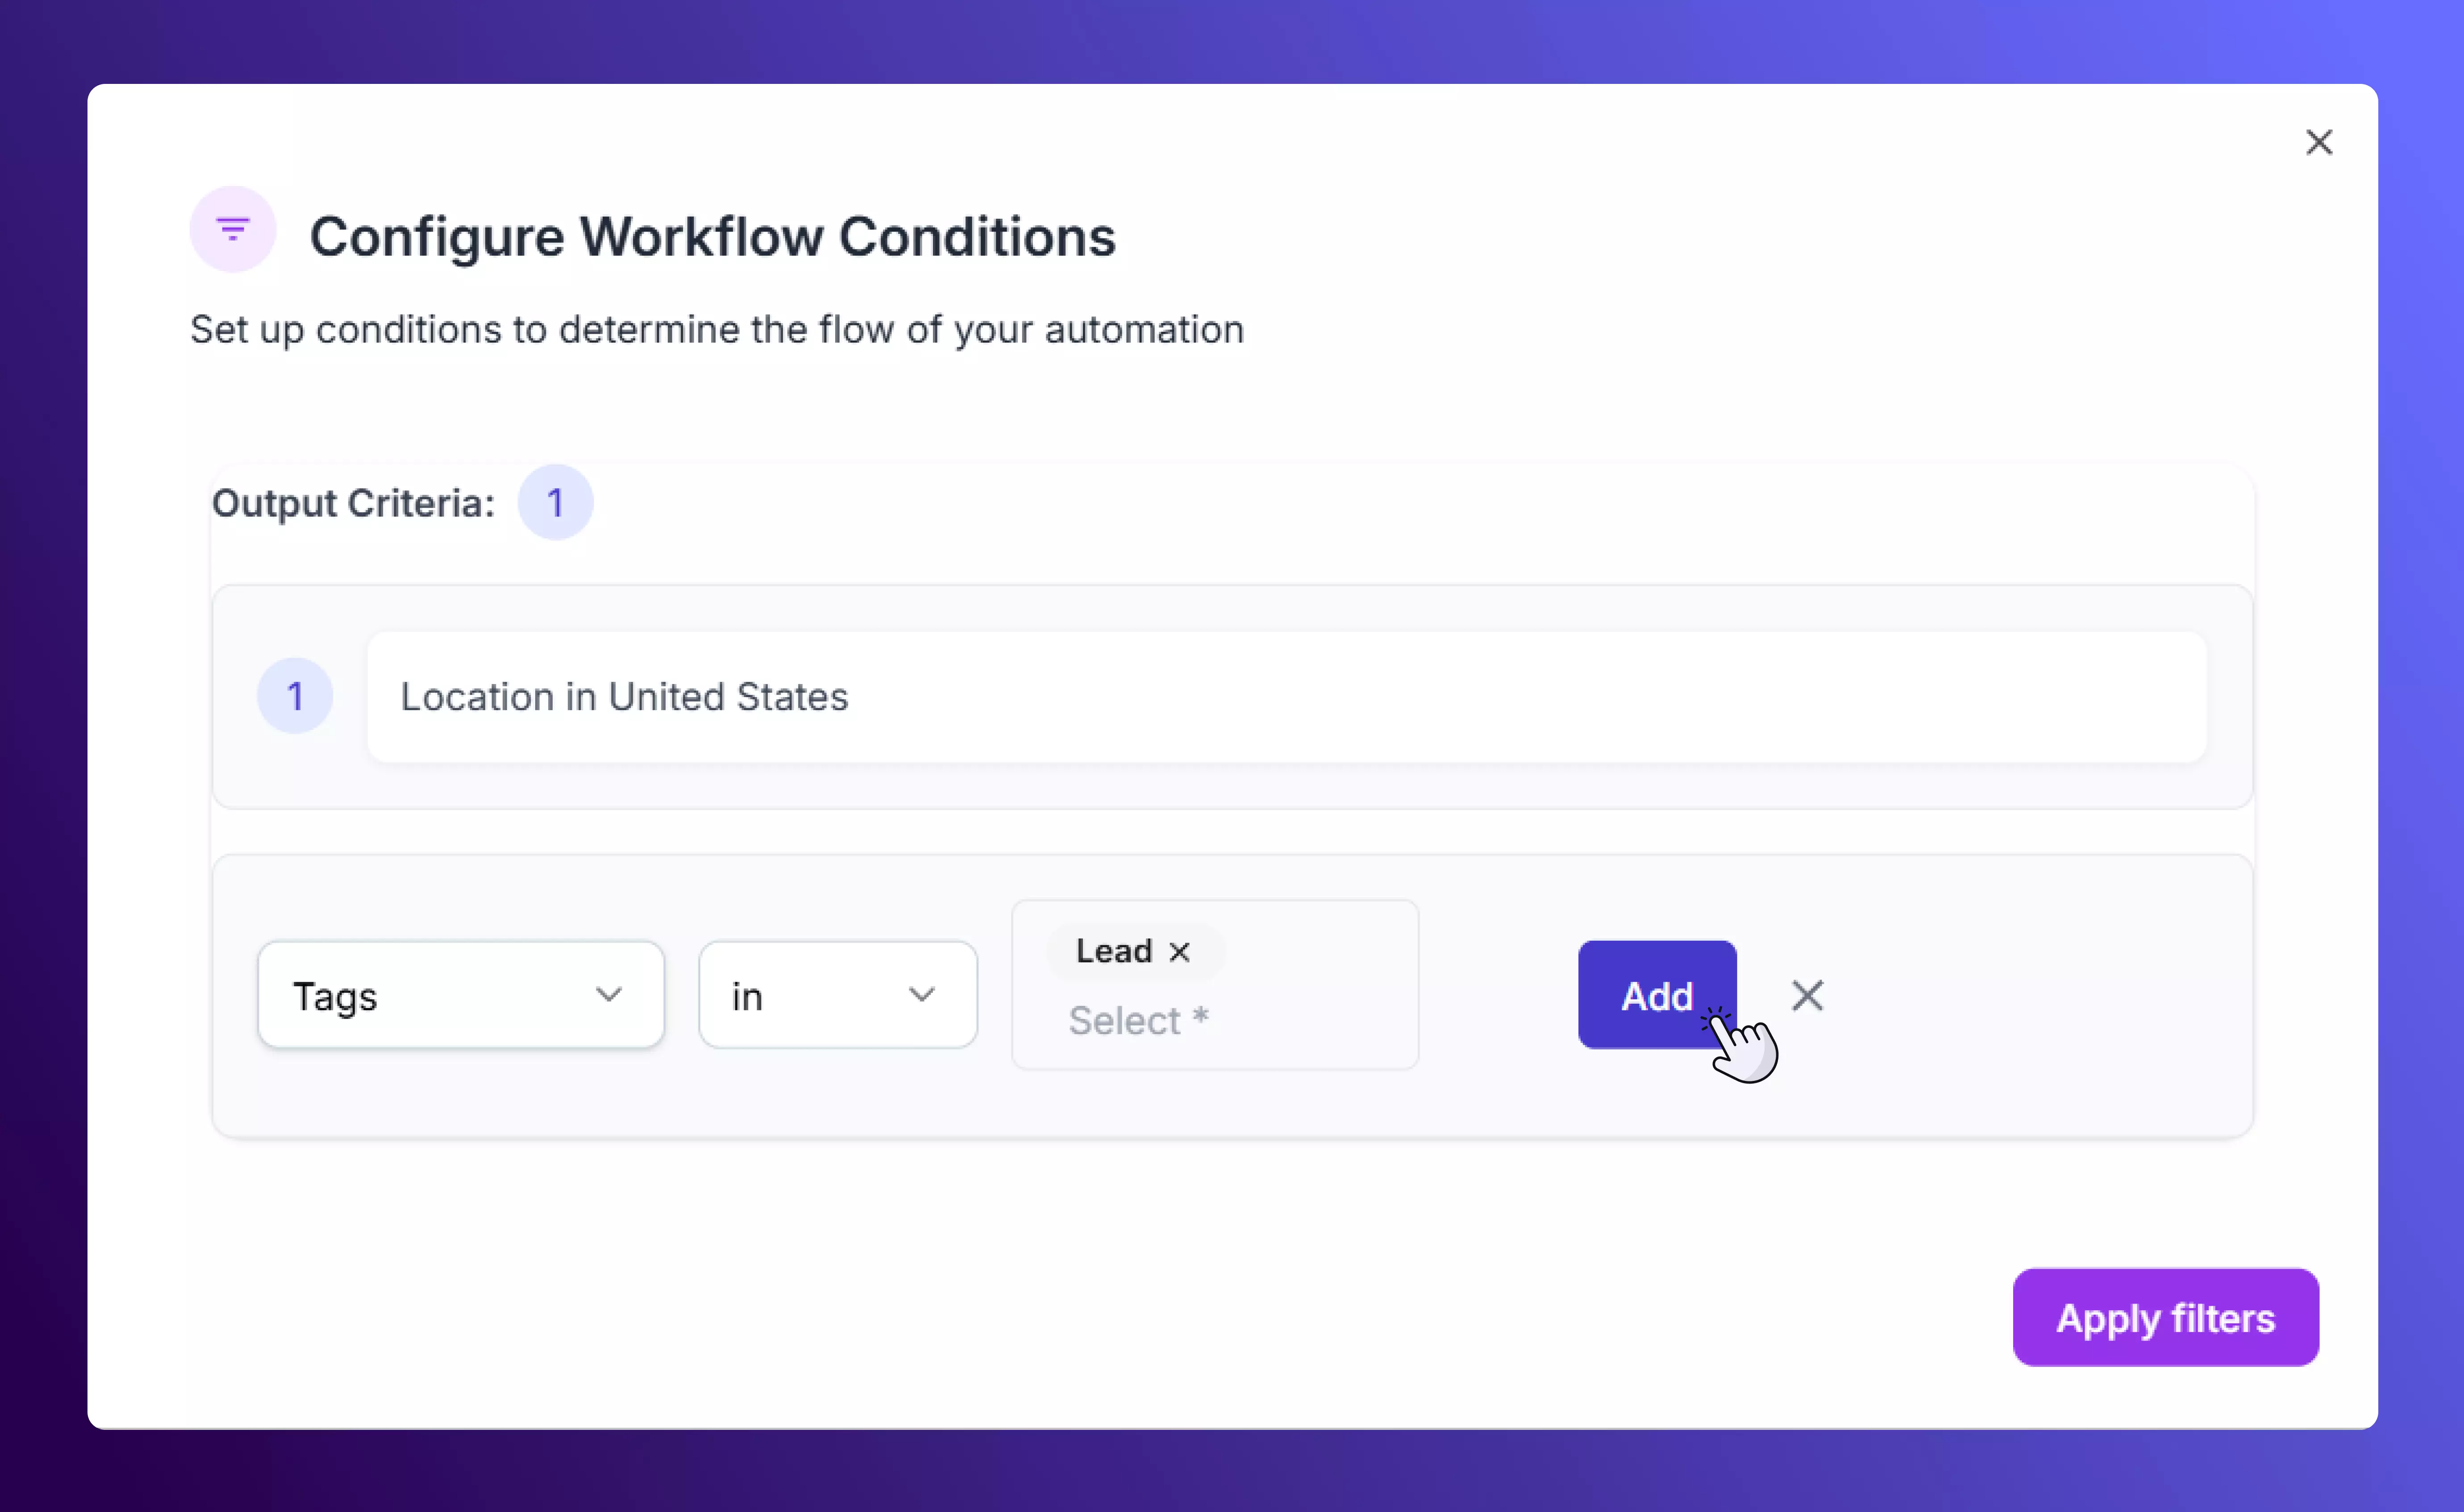 Configure Workflow Conditions
Set up conditions to determine the flow of your automation
Output Criteria: 1
1 Location in United States
Lead
Tags in Add
Select *
Apply filters